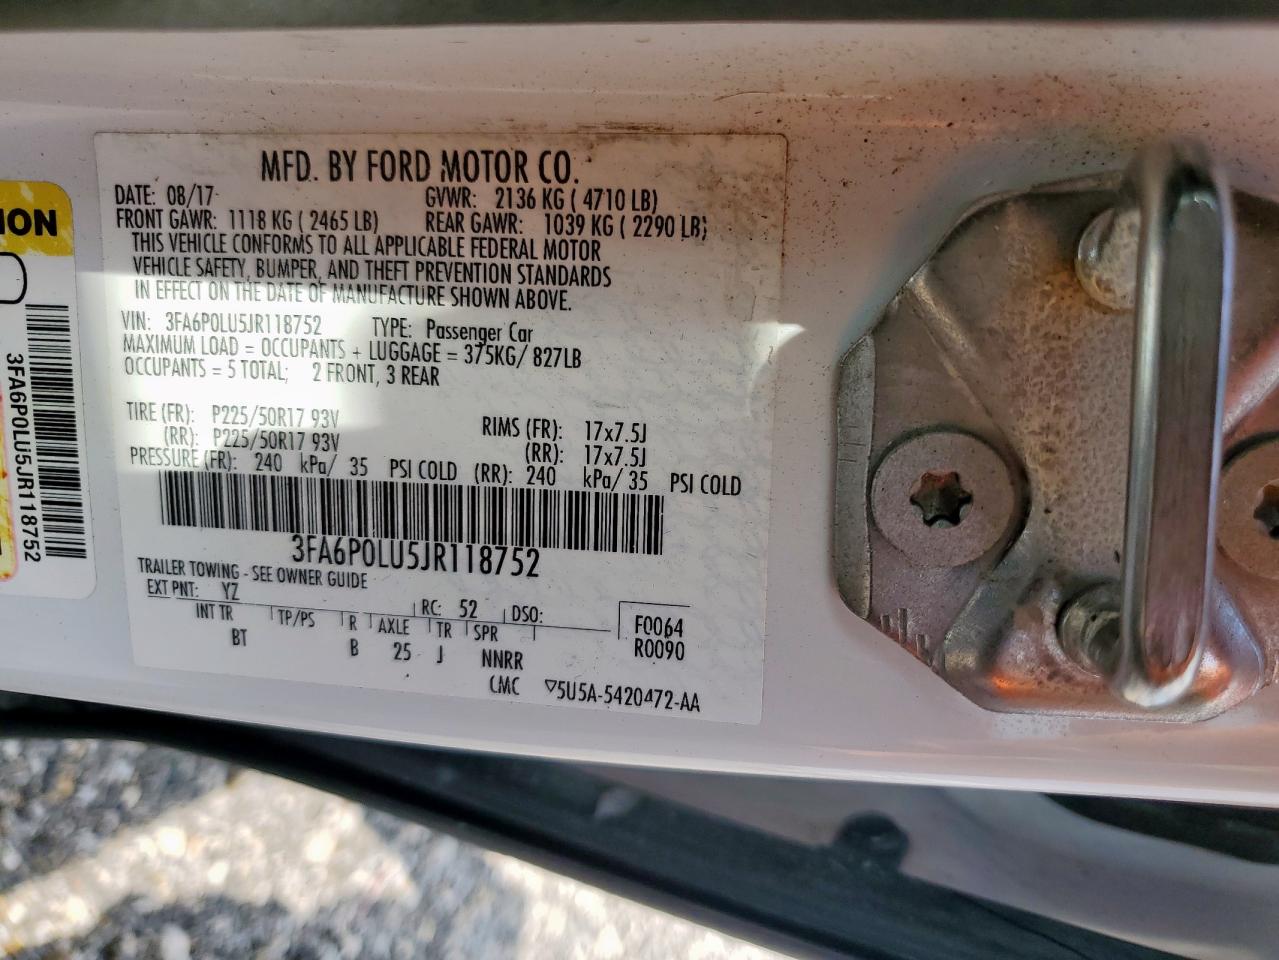 MFD. BY FORD MOTOR CO.
DATE: 08/17 GVWR: 2136 KG ( 4710 LB)
FRONT GAWR: 1118 KG ( 2465 LB) REAR GAWR: 1039 KG ( 2290 LB)
THIS VEHICLE CONFORMS TO ALL APPLICABLE FEDERAL MOTOR
VEHICLE SAFETY, BUMPER, AND THEFT PREVENTION STANDARDS
IN EFFECT ON THE DATE OF MANUFACTURE SHOWN ABOVE.
VIN: 3FA6P0LU5JR118752 TYPE: Passenger Car
MAXIMUM LOAD = OCCUPANTS + LUGGAGE = 375KG/ 827LB
OCCUPANTS = 5 TOTAL; 2 FRONT, 3 REAR
TIRE (FR): P225/50R17 93V RIMS (FR): 17x7.5J
(RR): P225/50R17 93V (RR): 17x7.5J
PRESSURE (FR): 240 kPa/ 35 PSI COLD (RR): 240 kPa/ 35 PSI COLD
3FA6P0LU5JR118752
TRAILER TOWING - SEE OWNER GUIDE
EXT PNT: YZ RC: 52 DSO: F0064
INT TR TP/PS R AXLE TR SPR R0090
BT B 25 J NNRR
CMC ▽5U5A-5420472-AA
ION
3FA6P0LU5JR118752